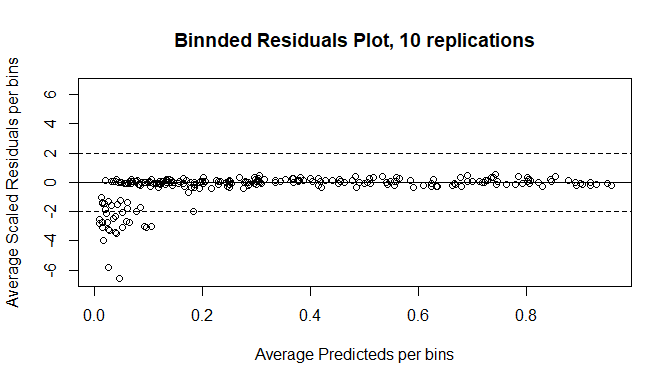 Binnded Residuals Plot, 10 replications
Average Scaled Residuals per bins
6
4
2
0
-2
-4
-6
0.0 0.2 0.4 0.6 0.8
Average Predicteds per bins